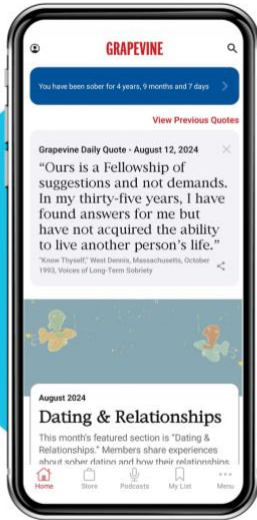 GRAPEVINE
You have been sober for 4 years, 9 months and 7 days
View Previous Quotes
Grapevine Daily Quote - August 12, 2024
“Ours is a Fellowship of
suggestions and not demands.
In my thirty-five years, I have
found answers for me but
have not acquired the ability
to live another person’s life.”
"Know Thyself," West Dennis, Massachusetts, October
1993, Voices of Long-Term Sobriety
August 2024
Dating & Relationships
This month's featured section is "Dating &
Relationships." Members share experiences
about sober dating and how their relationships
Home Store Podcasts My List Menu